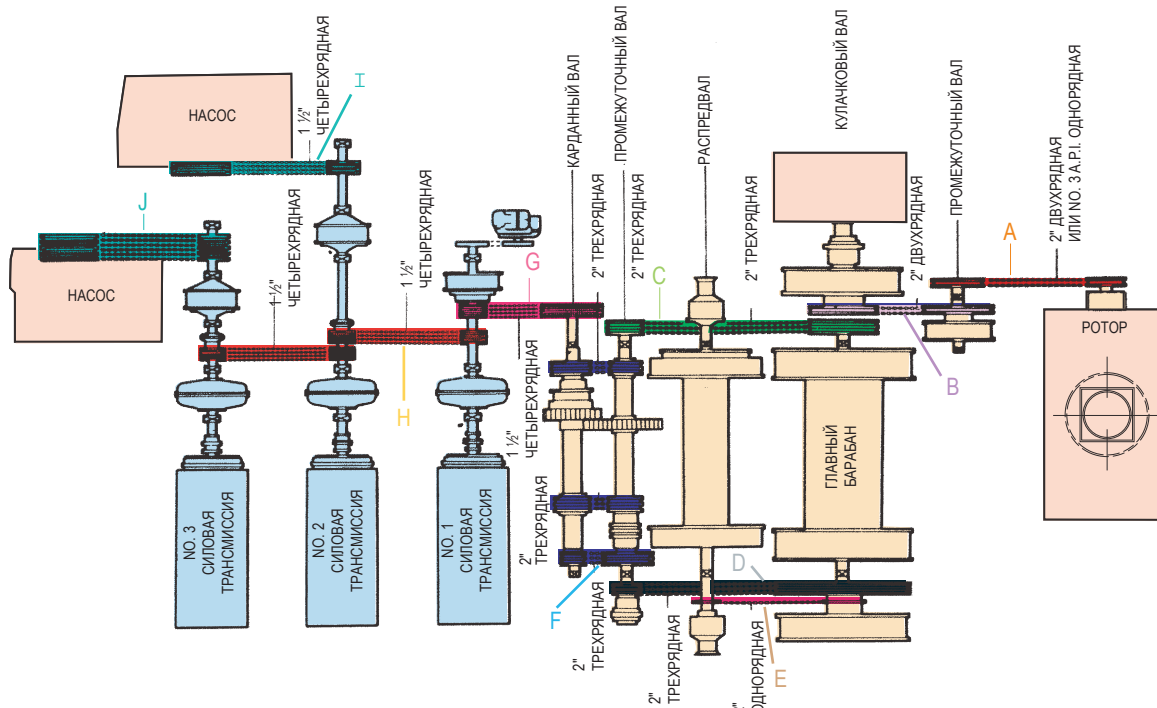 НАСОС
1 ½"
ЧЕТЫРЕХРЯДНАЯ
I
J
НАСОС
1 ½"
ЧЕТЫРЕХРЯДНАЯ
1 ½"
ЧЕТЫРЕХРЯДНАЯ
H
G
1 ½"
ЧЕТЫРЕХРЯДНАЯ
КАРДАННЫЙ ВАЛ
2" ТРЕХРЯДНАЯ
ПРОМЕЖУТОЧНЫЙ ВАЛ
2" ТРЕХРЯДНАЯ
C
РАСПРЕДВАЛ
2" ТРЕХРЯДНАЯ
КУЛАЧКОВЫЙ ВАЛ
2" ДВУХРЯДНАЯ
B
ПРОМЕЖУТОЧНЫЙ ВАЛ
A
2" ДВУХРЯДНАЯ
ИЛИ NO. 3 A.P.I. ОДНОРЯДНАЯ
РОТОР
ГЛАВНЫЙ
БАРАБАН
NO. 3
СИЛОВАЯ
ТРАНСМИССИЯ
NO. 2
СИЛОВАЯ
ТРАНСМИССИЯ
NO. 1
СИЛОВАЯ
ТРАНСМИССИЯ
2"
ТРЕХРЯДНАЯ
F
2"
ТРЕХРЯДНАЯ
2"
ТРЕХРЯДНАЯ
D
E
ОДНОРЯДНАЯ